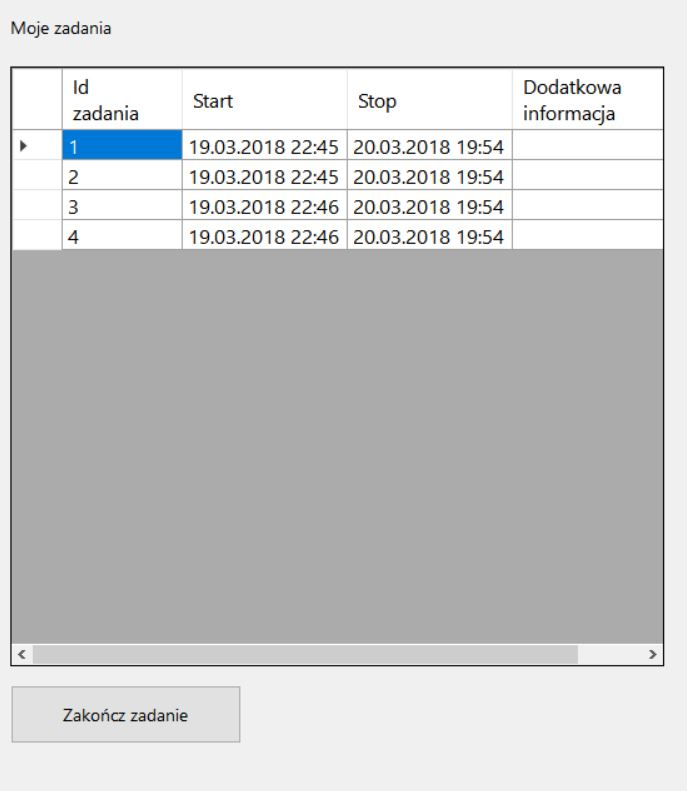 Moje zadania
Id zadania Start Stop Dodatkowa informacja
1 19.03.2018 22:45 20.03.2018 19:54
2 19.03.2018 22:45 20.03.2018 19:54
3 19.03.2018 22:46 20.03.2018 19:54
4 19.03.2018 22:46 20.03.2018 19:54
Zakończ zadanie